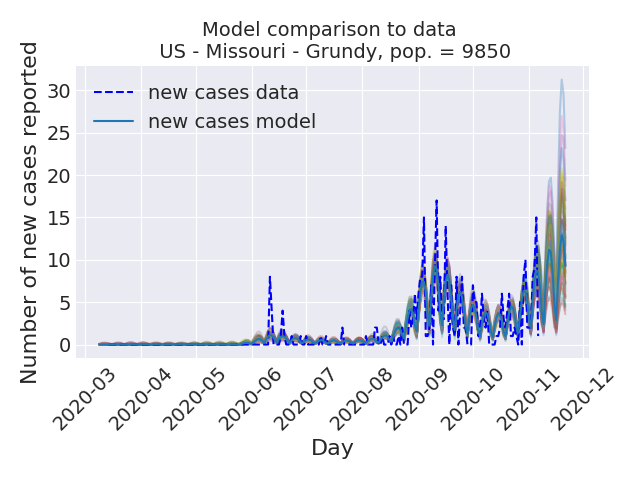 Model comparison to data
US - Missouri - Grundy, pop. = 9850
Number of new cases reported
30
25
20
15
10
5
0
new cases data
new cases model
2020-03
2020-04
2020-05
2020-06
2020-07
2020-08
2020-09
2020-10
2020-11
2020-12
Day